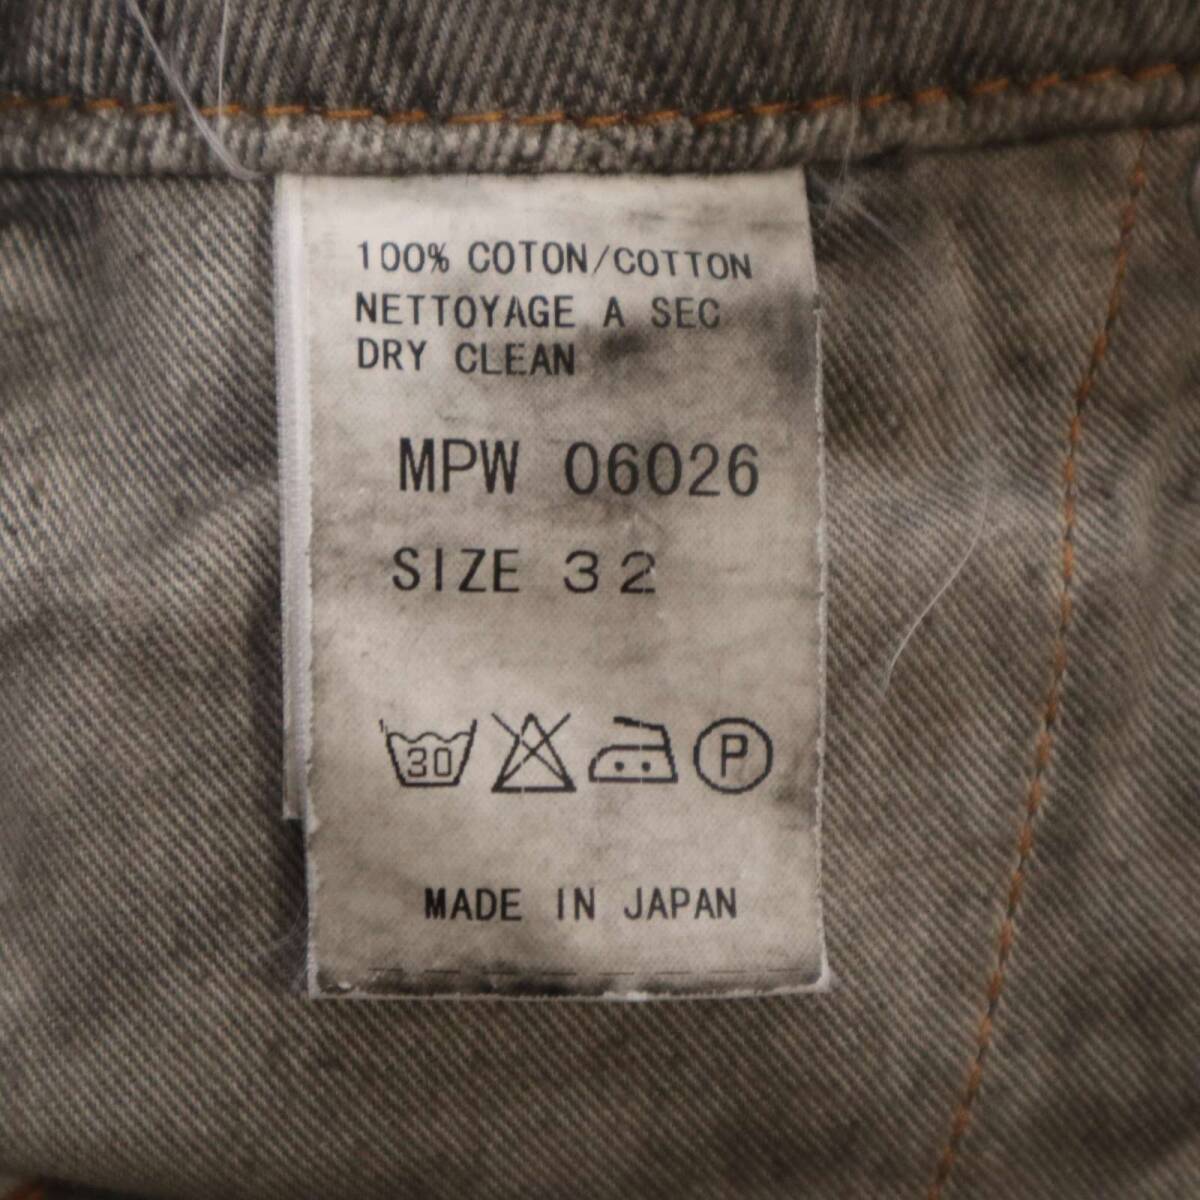 100% COTON/COTTON
NETTOYAGE A SEC
DRY CLEAN
MPW 06026
SIZE 32
30 P
MADE IN JAPAN